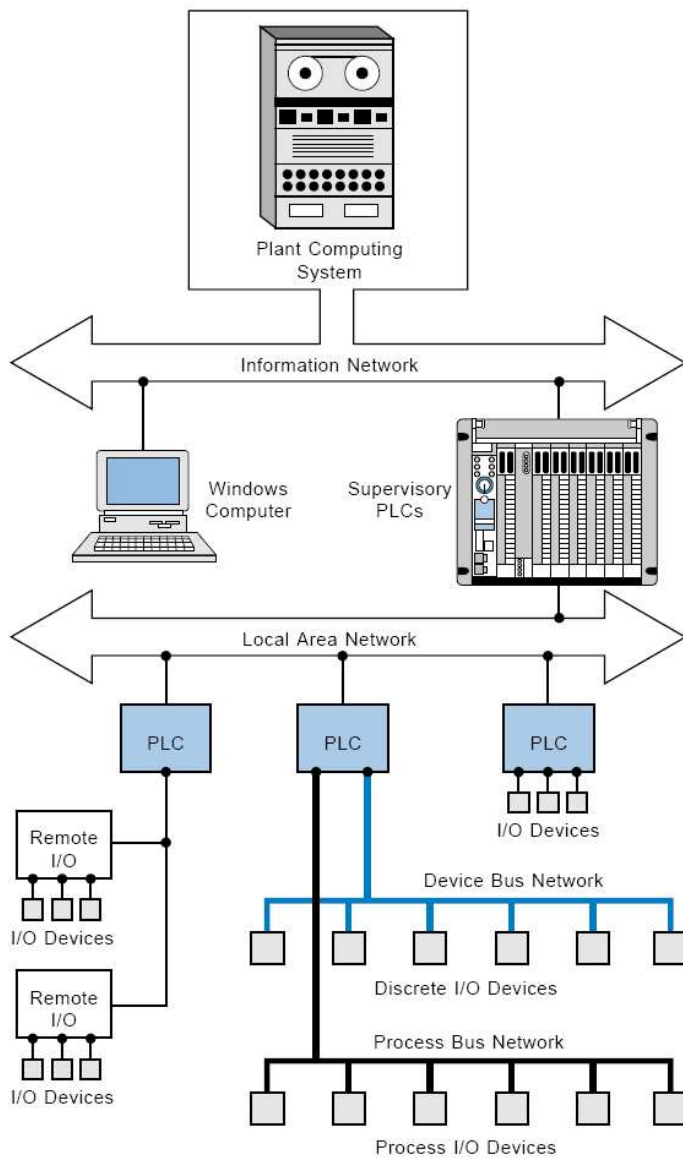 Plant Computing
System
Information Network
Windows
Computer
Supervisory
PLCs
Local Area Network
PLC
PLC
PLC
I/O Devices
Remote
I/O
I/O Devices
Device Bus Network
Discrete I/O Devices
Remote
I/O
I/O Devices
Process Bus Network
Process I/O Devices